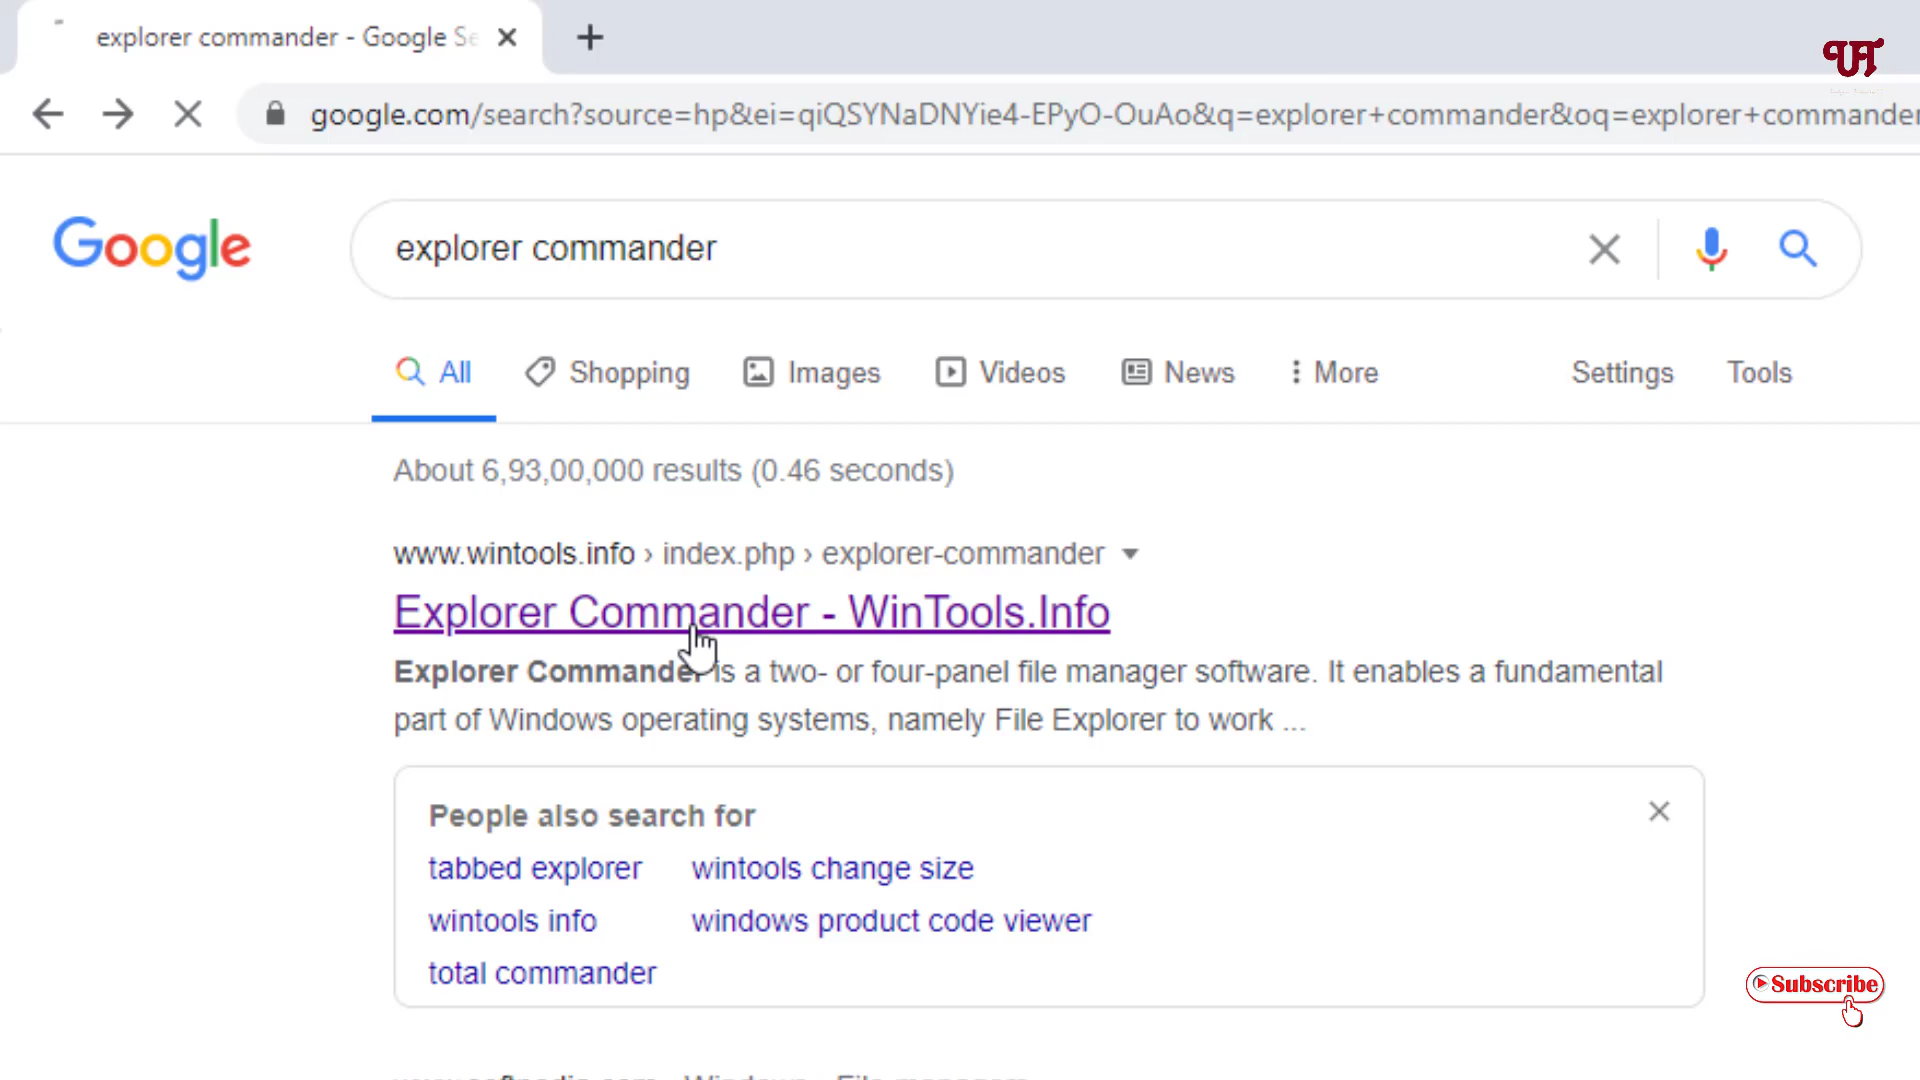 explorer commander - Google Se
UA
google.com/search?source=hp&ei=qiQSYNaDNYie4-EPyO-OuAo&q=explorer+commander&oq=explorer+commander
Google
explorer commander
All Shopping Images Videos News More Settings Tools
About 6,93,00,000 results (0.46 seconds)
www.wintools.info › index.php › explorer-commander
Explorer Commander - WinTools.Info
Explorer Commander is a two- or four-panel file manager software. It enables a fundamental
part of Windows operating systems, namely File Explorer to work ...
People also search for
tabbed explorer wintools change size
wintools info windows product code viewer
total commander
Subscribe